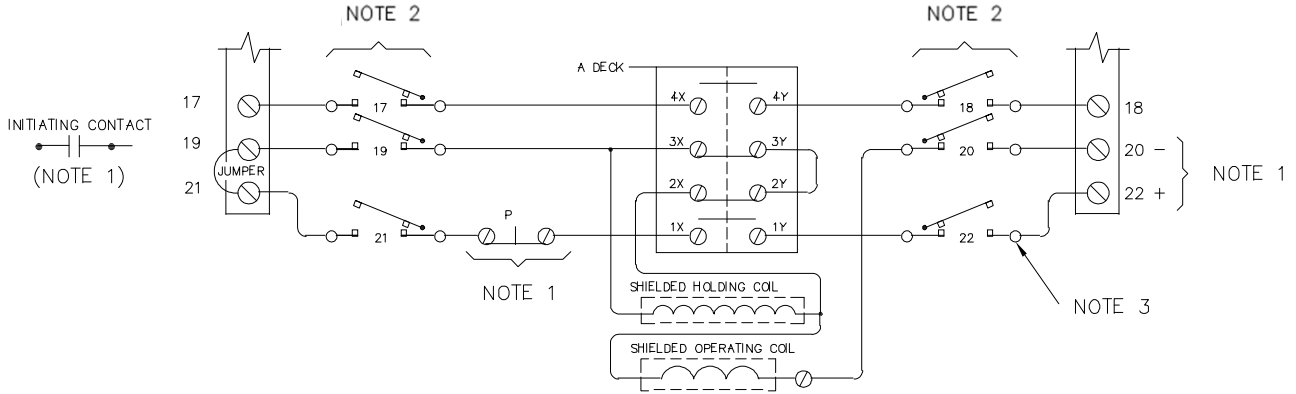 NOTE 2
NOTE 2
A DECK
17
17
4X
4Y
18
18
INITIATING CONTACT
(NOTE 1)
19
19
3X
3Y
20
20 -
JUMPER
NOTE 1
21
2X
2Y
22 +
21
P
1X
1Y
22
NOTE 1
NOTE 3
SHIELDED HOLDING COIL
SHIELDED OPERATING COIL